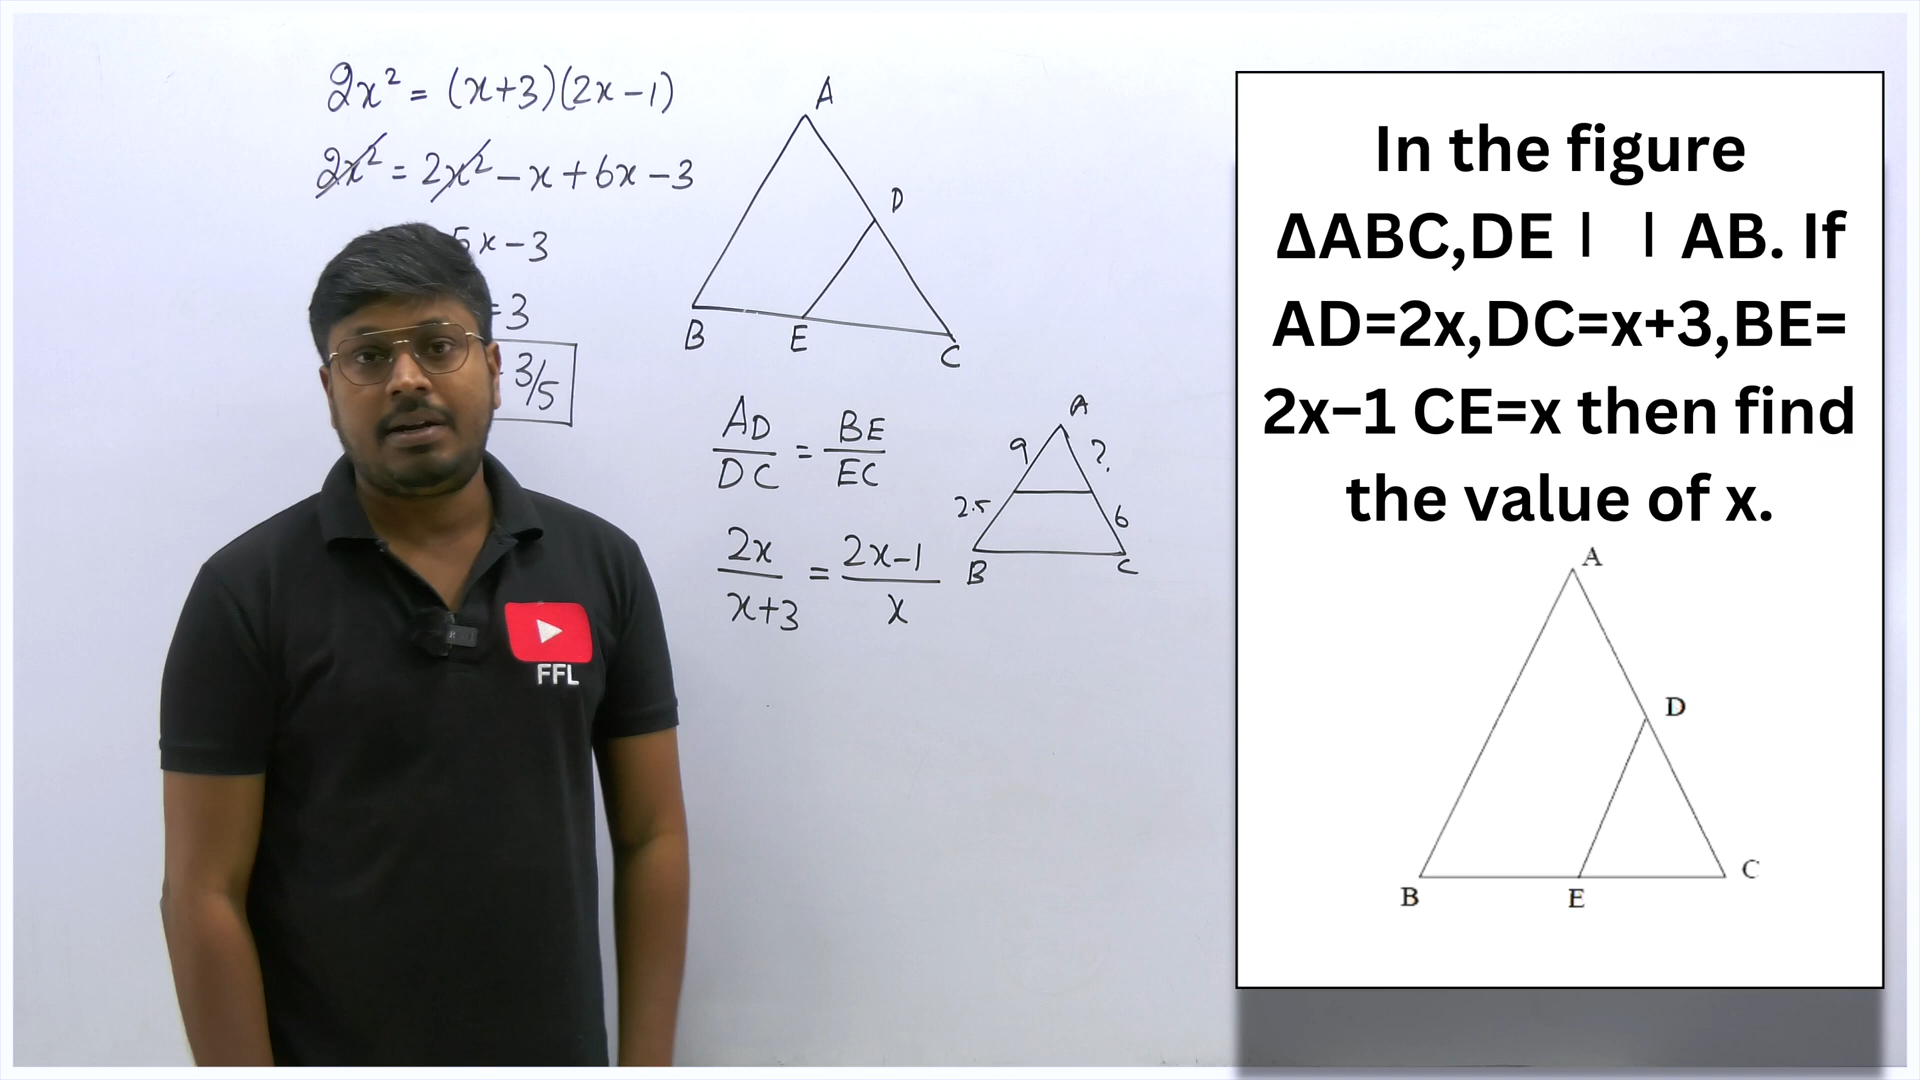 2x² = (x+3)(2x-1)
2x² = 2x² - x + 6x - 3
5x - 3
= 3
3/5
A
D
B
E
C
AD/DC = BE/EC
2x/x+3 = 2x-1/x
A
9
?
2.5
6
B
C
FFL
In the figure
ΔABC,DE | | AB. If
AD=2x,DC=x+3,BE=
2x−1 CE=x then find
the value of x.
A
D
C
B
E